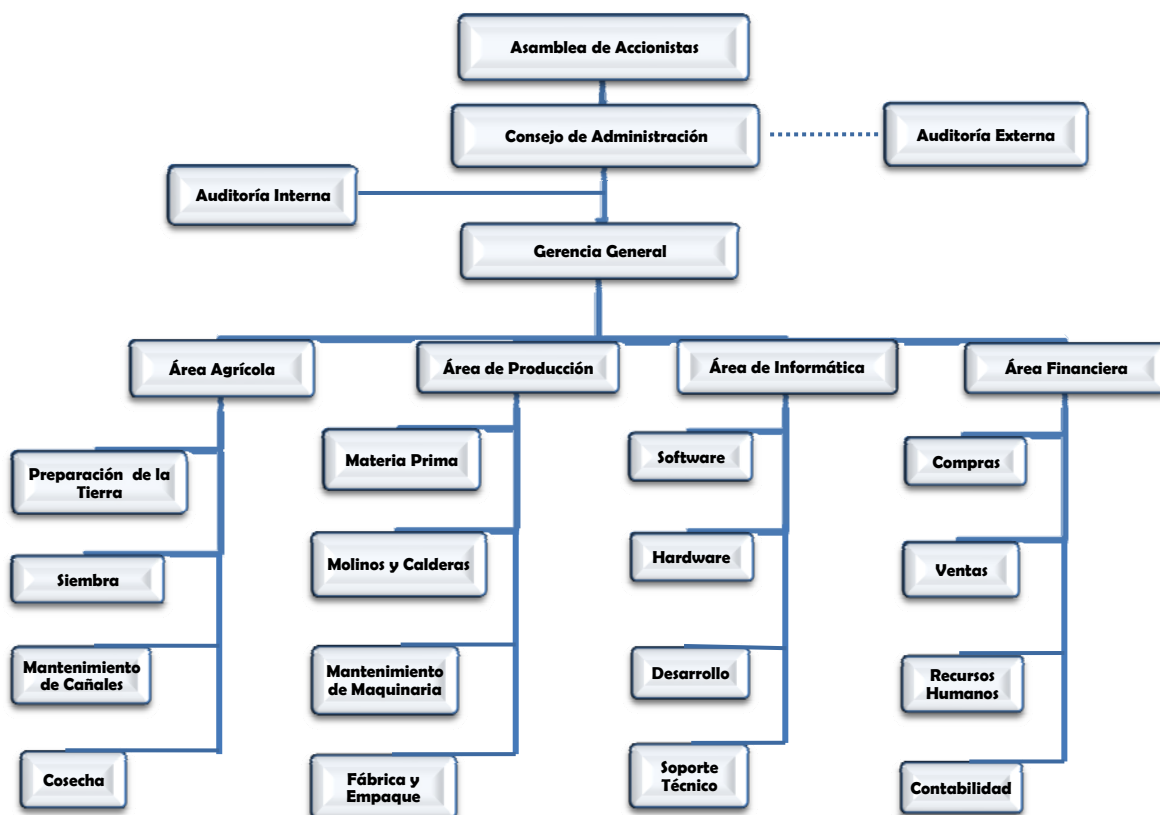 Asamblea de Accionistas
Consejo de Administración
Auditoría Externa
Auditoría Interna
Gerencia General
Área Agrícola
Área de Producción
Área de Informática
Área Financiera
Preparación de la
Tierra
Siembra
Mantenimiento
de Cañales
Cosecha
Materia Prima
Molinos y Calderas
Mantenimiento
de Maquinaria
Fábrica y
Empaque
Software
Hardware
Desarrollo
Soporte
Técnico
Compras
Ventas
Recursos
Humanos
Contabilidad